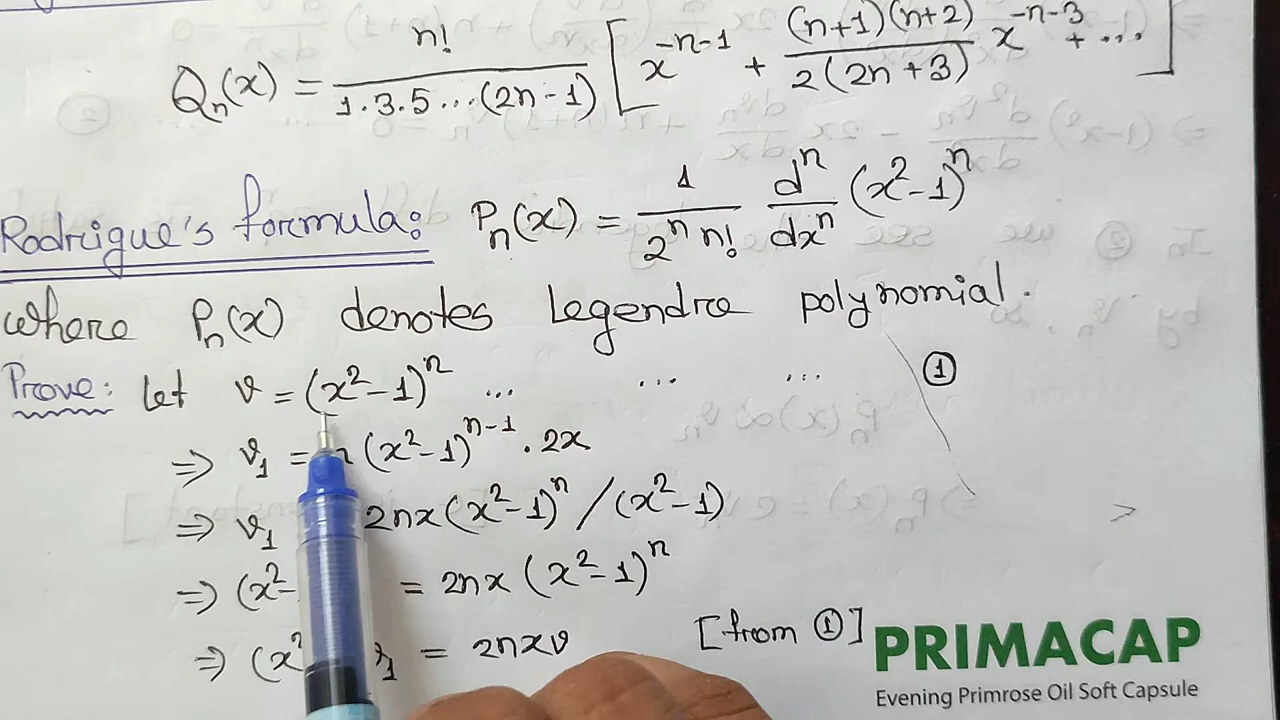 Qn(x) = n! / 1.3.5...(2n-1) [ x^-n-1 + (n+1)(n+2) / 2(2n+3) x^-n-3 + ... ]
Rodrigue's formula: Pn(x) = 1 / 2^n n! d^n / dx^n (x²-1)^n
where Pn(x) denotes legendre polynomial.
Prove: let v = (x²-1)^n ... ... ... ①
⇒ v₁ = (x²-1)^n-1 . 2x
⇒ v₁ 2nx(x²-1)^n / (x²-1)
⇒ (x²- = 2nx (x²-1)^n
⇒ (x² v₁ = 2nxv [from ①]
PRIMACAP
Evening Primrose Oil Soft Capsule